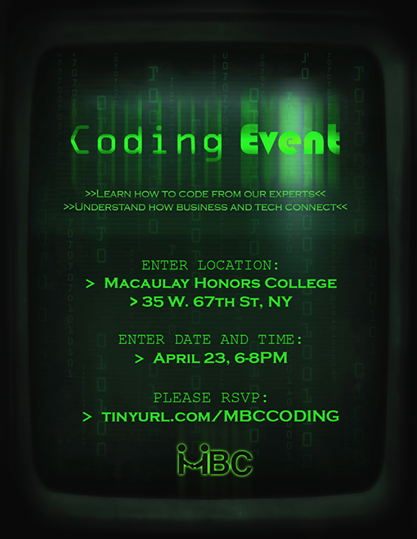 Coding Event
>>Learn how to code from our experts<<
>>Understand how business and tech connect<<
ENTER LOCATION:
> Macaulay Honors College
> 35 W. 67th St, NY
ENTER DATE AND TIME:
> April 23, 6-8PM
PLEASE RSVP:
> tinyurl.com/MBCCODING
MBC